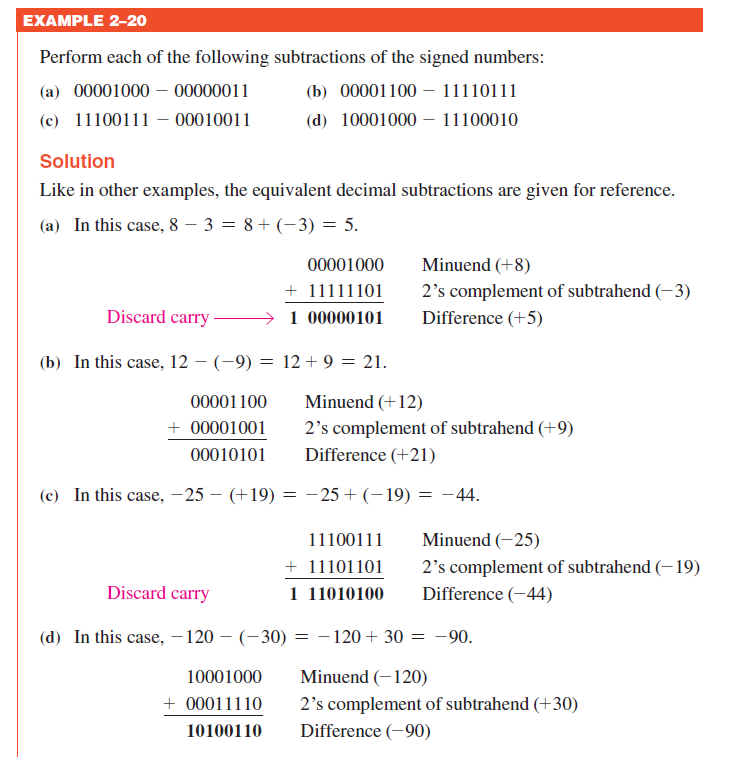 EXAMPLE 2–20
Perform each of the following subtractions of the signed numbers:
(a) 00001000 − 00000011 (b) 00001100 − 11110111
(c) 11100111 − 00010011 (d) 10001000 − 11100010
Solution
Like in other examples, the equivalent decimal subtractions are given for reference.
(a) In this case, 8 − 3 = 8 + (−3) = 5.
00001000 Minuend (+8)
+ 11111101 2’s complement of subtrahend (−3)
Discard carry → 1 00000101 Difference (+5)
(b) In this case, 12 − (−9) = 12 + 9 = 21.
00001100 Minuend (+12)
+ 00001001 2’s complement of subtrahend (+9)
00010101 Difference (+21)
(c) In this case, −25 − (+19) = −25 + (−19) = −44.
11100111 Minuend (−25)
+ 11101101 2’s complement of subtrahend (−19)
Discard carry 1 11010100 Difference (−44)
(d) In this case, −120 − (−30) = −120 + 30 = −90.
10001000 Minuend (−120)
+ 00011110 2’s complement of subtrahend (+30)
10100110 Difference (−90)